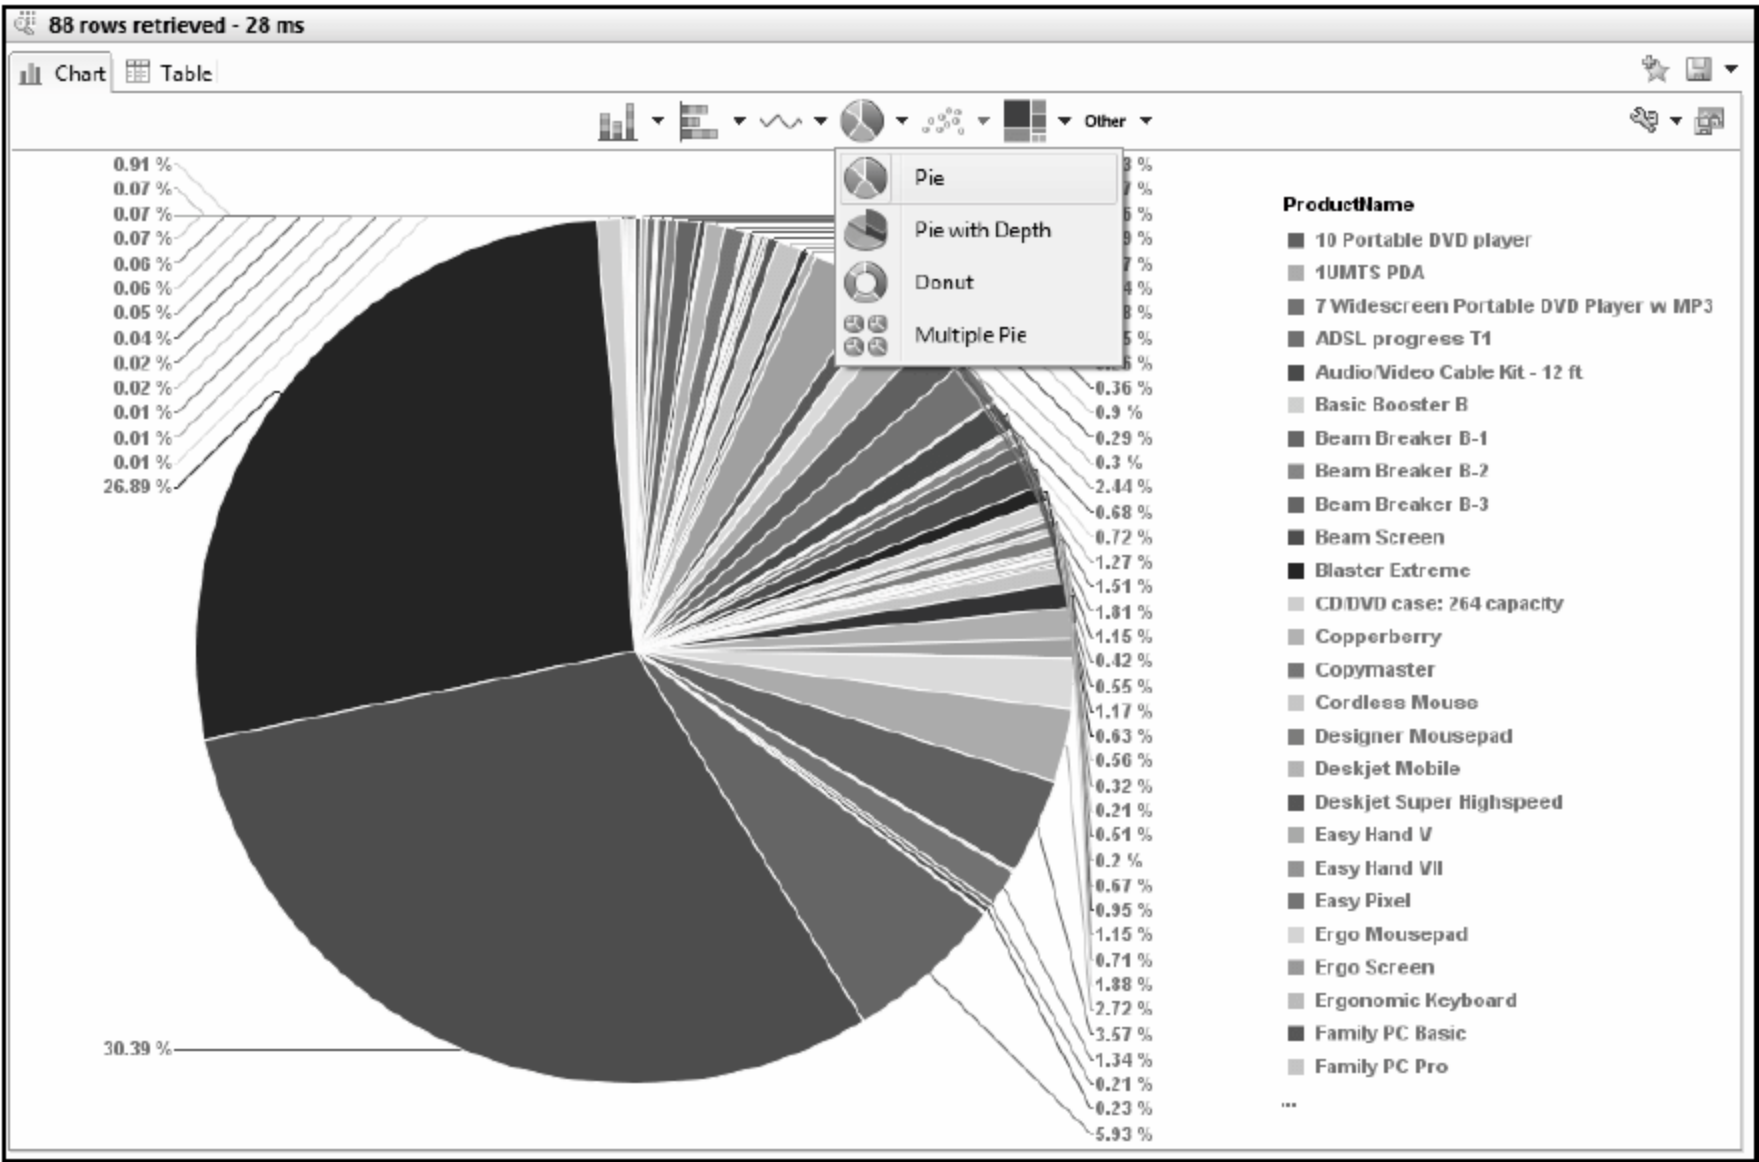 88 rows retrieved - 28 ms
Chart
Table
Other
Pie
Pie with Depth
Donut
Multiple Pie
0.91 %
0.07 %
0.07 %
0.07 %
0.06 %
0.06 %
0.05 %
0.04 %
0.02 %
0.02 %
0.01 %
0.01 %
0.01 %
26.89 %
30.39 %
0.36 %
0.9 %
0.29 %
0.3 %
2.44 %
0.68 %
0.72 %
1.27 %
1.51 %
1.81 %
1.15 %
0.42 %
0.55 %
1.17 %
0.63 %
0.56 %
0.32 %
0.21 %
0.61 %
0.2 %
0.67 %
0.95 %
1.15 %
0.71 %
1.88 %
2.72 %
3.57 %
1.34 %
0.21 %
0.23 %
5.93 %
ProductName
10 Portable DVD player
1UMTS PDA
7 Widescreen Portable DVD Player w MP3
ADSL progress T1
Audio/Video Cable Kit - 12 ft
Basic Booster B
Beam Breaker B-1
Beam Breaker B-2
Beam Breaker B-3
Beam Screen
Blaster Extreme
CD/DVD case: 264 capacity
Copperberry
Copymaster
Cordless Mouse
Designer Mousepad
Deskjet Mobile
Deskjet Super Highspeed
Easy Hand V
Easy Hand VII
Easy Pixel
Ergo Mousepad
Ergo Screen
Ergonomic Keyboard
Family PC Basic
Family PC Pro
...